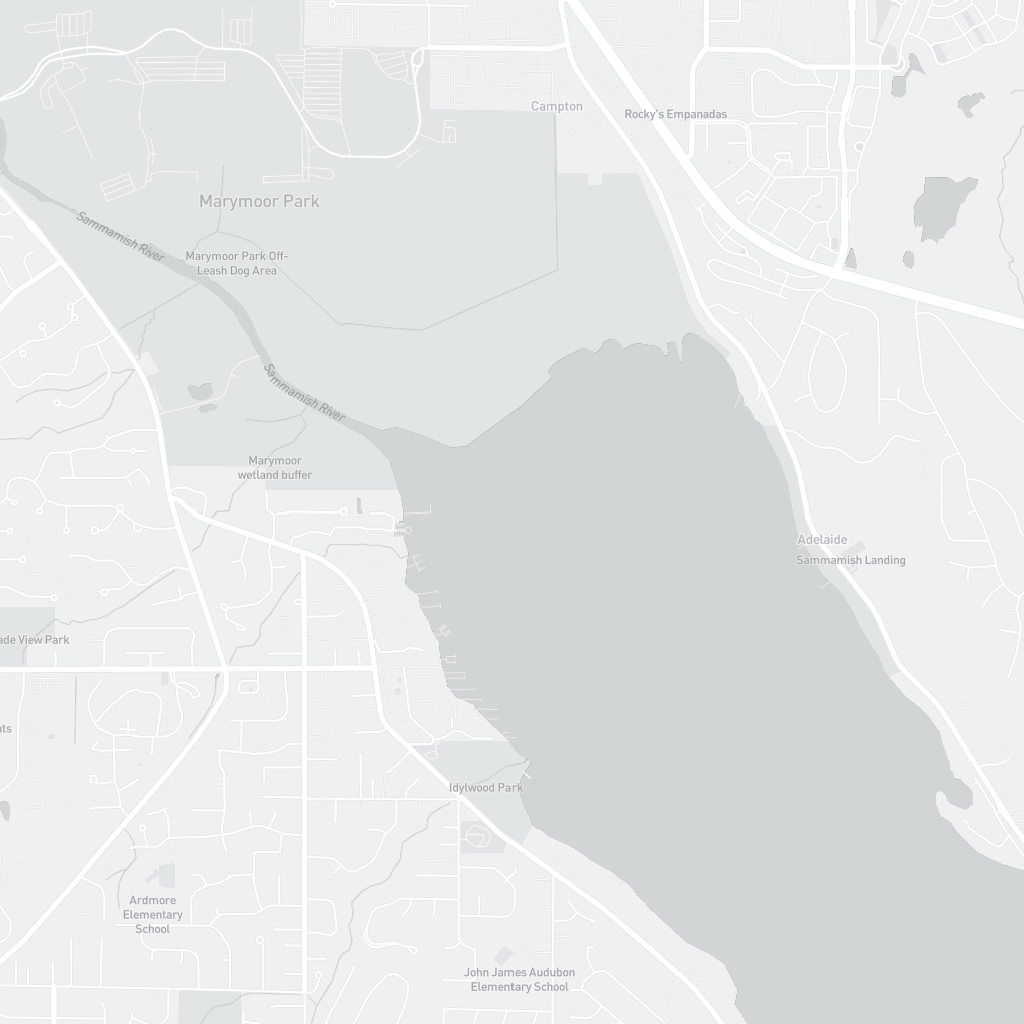 Campton
Rocky's Empanadas
Marymoor Park
Sammamish River
Marymoor Park Off-
Leash Dog Area
Sammamish River
Marymoor
wetland buffer
Adelaide
Sammamish Landing
ade View Park
ats
Idylwood Park
Ardmore
Elementary
School
John James Audubon
Elementary School